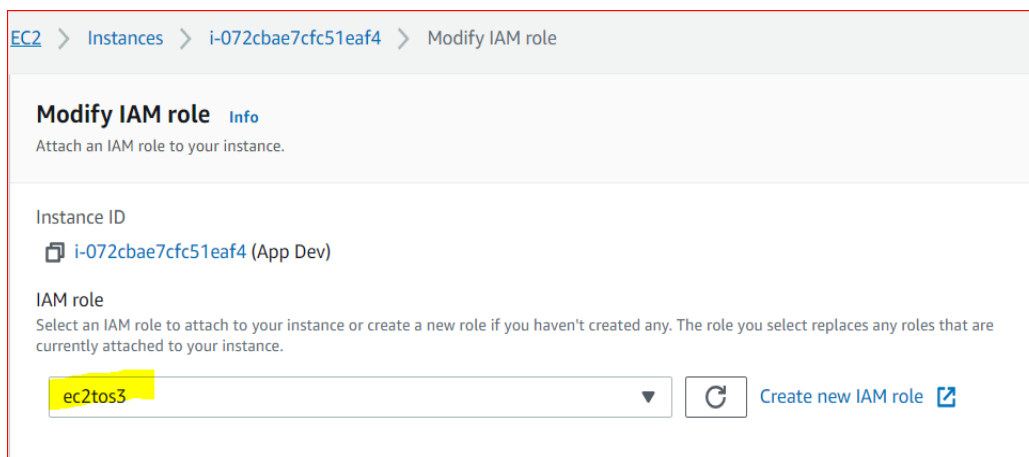 EC2 > Instances > i-072cbae7cfc51eaf4 > Modify IAM role
Modify IAM role Info
Attach an IAM role to your instance.
Instance ID
i-072cbae7cfc51eaf4 (App Dev)
IAM role
Select an IAM role to attach to your instance or create a new role if you haven't created any. The role you select replaces any roles that are
currently attached to your instance.
ec2tos3 Create new IAM role